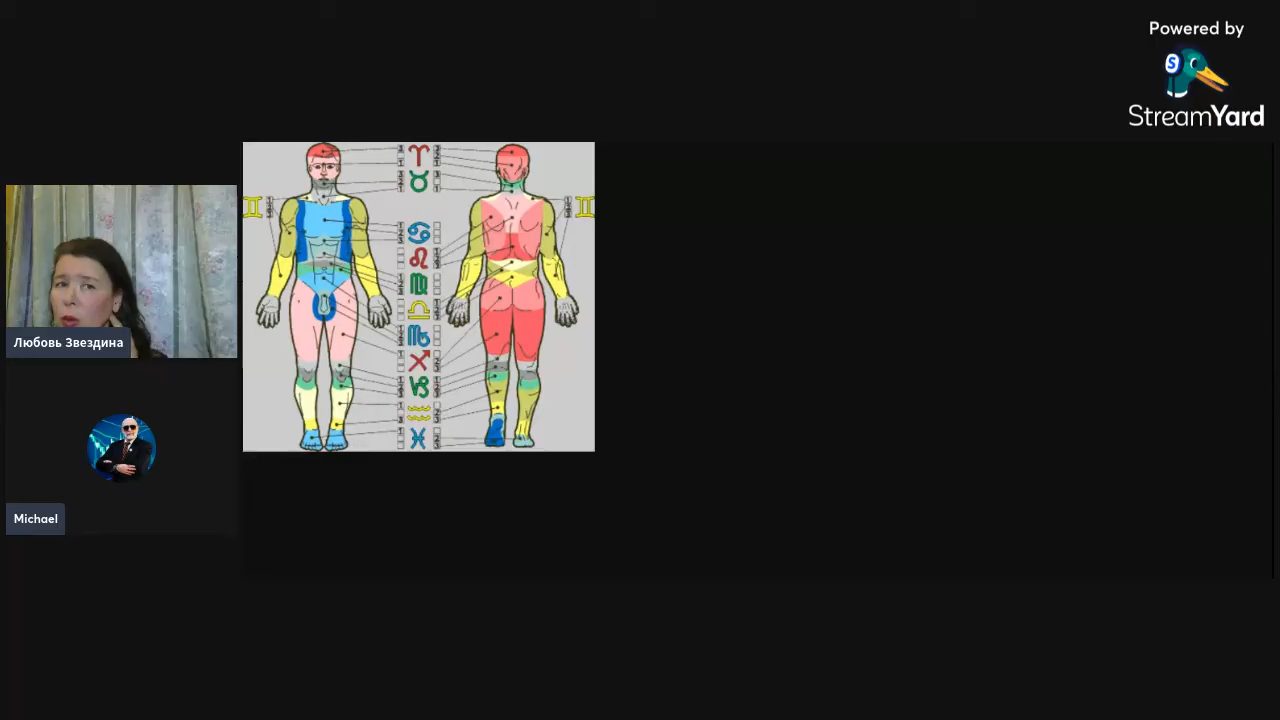 Powered by
S
StreamYard
♈
♉
♊ ♊
♋
♌
♍
♎
♏
♐
♑
♒
♓
Любовь Звездина
Michael